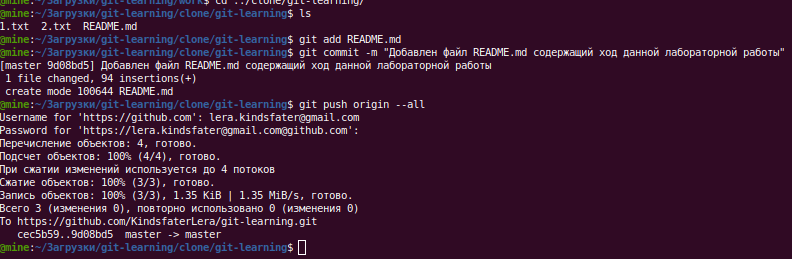 @mine:~/Загрузки/git-learning/work$ cd ../clone/git-learning/
@mine:~/Загрузки/git-learning/clone/git-learning$ ls
1.txt  2.txt  README.md
@mine:~/Загрузки/git-learning/clone/git-learning$ git add README.md
@mine:~/Загрузки/git-learning/clone/git-learning$ git commit -m "Добавлен файл README.md содержащий ход данной лабораторной работы"
[master 9d08bd5] Добавлен файл README.md содержащий ход данной лабораторной работы
 1 file changed, 94 insertions(+)
 create mode 100644 README.md
@mine:~/Загрузки/git-learning/clone/git-learning$ git push origin --all
Username for 'https://github.com': lera.kindsfater@gmail.com
Password for 'https://lera.kindsfater@gmail.com@github.com':
Перечисление объектов: 4, готово.
Подсчет объектов: 100% (4/4), готово.
При сжатии изменений используется до 4 потоков
Сжатие объектов: 100% (3/3), готово.
Запись объектов: 100% (3/3), 1.35 KiB | 1.35 MiB/s, готово.
Всего 3 (изменения 0), повторно использовано 0 (изменения 0)
To https://github.com/KindsfaterLera/git-learning.git
   cec5b59..9d08bd5  master -> master
@mine:~/Загрузки/git-learning/clone/git-learning$